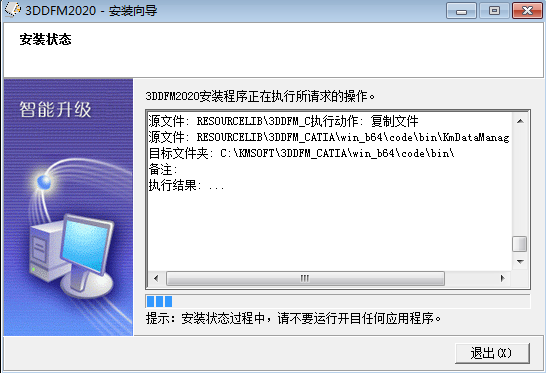 3DDFM2020 - 安装向导
安装状态
智能升级
3DDFM2020安装程序正在执行所请求的操作。
源文件: RESOURCELIB\3DDFM_C执行动作: 复制文件
源文件: RESOURCELIB\3DDFM_CATIA\win_b64\code\bin\KmDataManag
目标文件夹: C:\KMSOFT\3DDFM_CATIA\win_b64\code\bin\
备注:
执行结果: ...
提示: 安装状态过程中, 请不要运行开目任何应用程序。
退出(X)